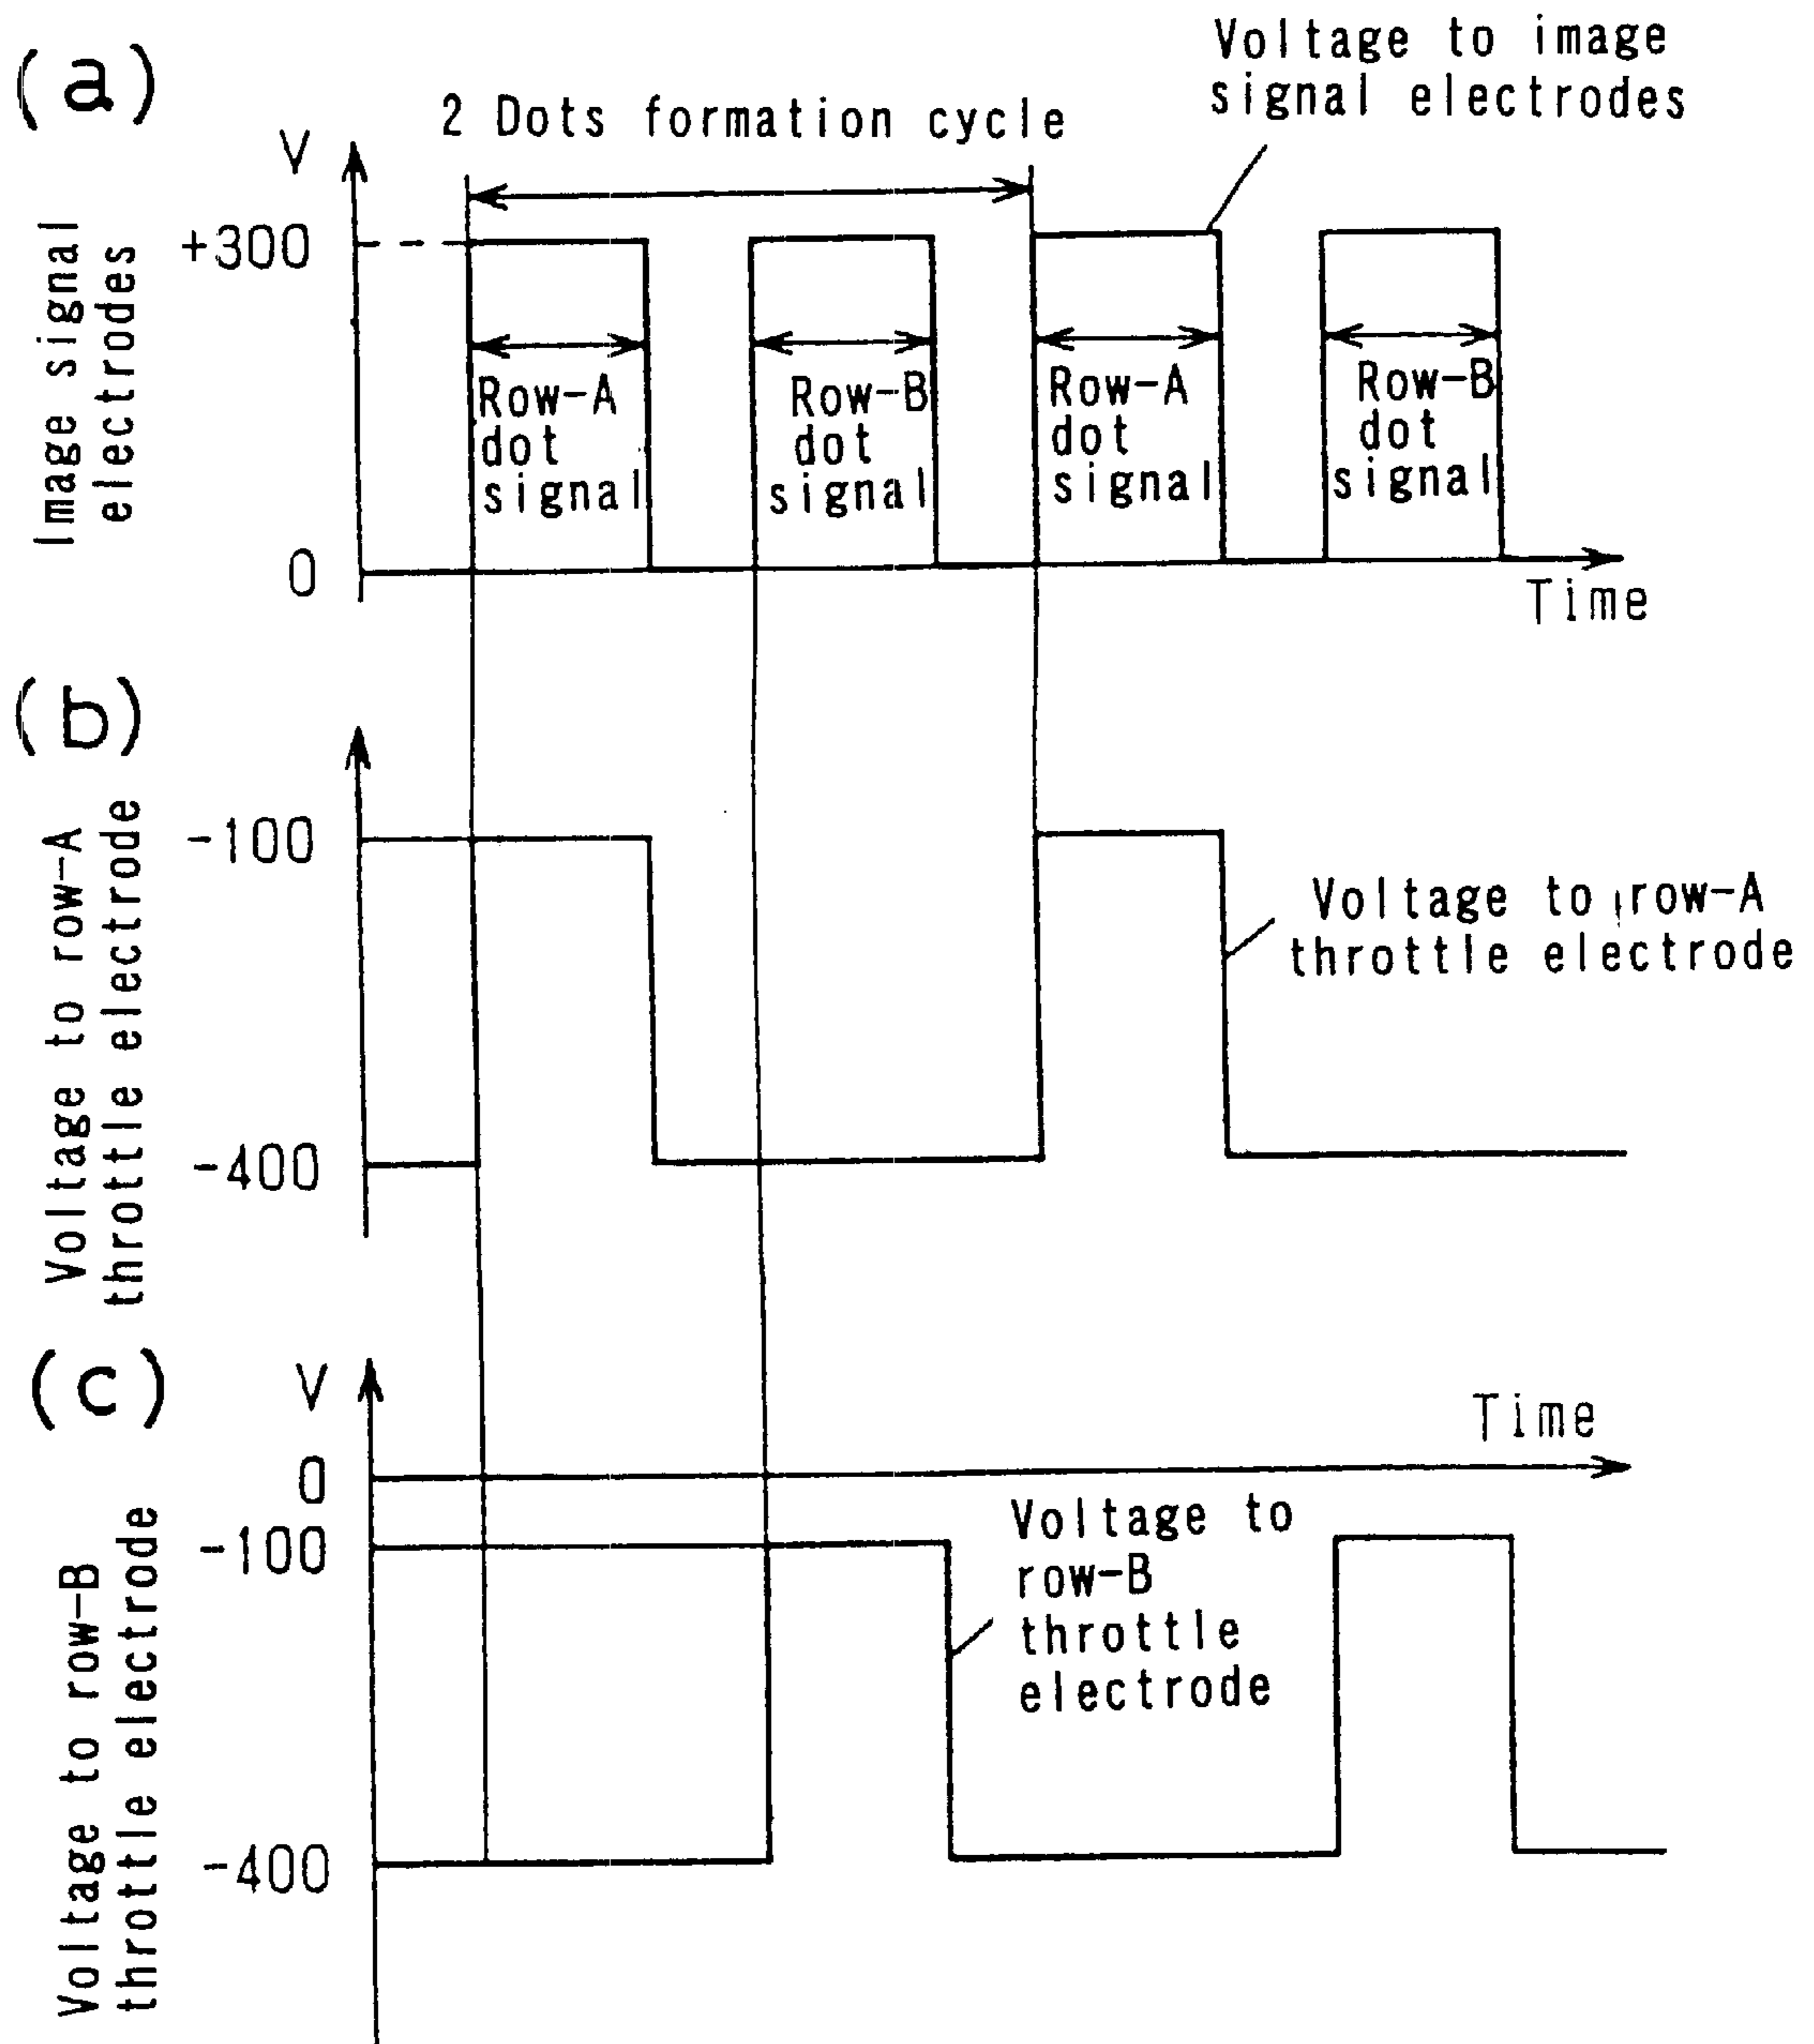 (a)
Voltage to image
signal electrodes
2 Dots formation cycle
V
Image signal
electrodes
+300
Row-A
dot
signal
Row-B
dot
signal
Row-A
dot
signal
Row-B
dot
signal
0
Time
(b)
Voltage to row-A
throttle electrode
-100
Voltage to row-A
throttle electrode
-400
(c)
V
Time
0
Voltage to row-B
throttle electrode
-100
Voltage to
row-B
throttle
electrode
-400